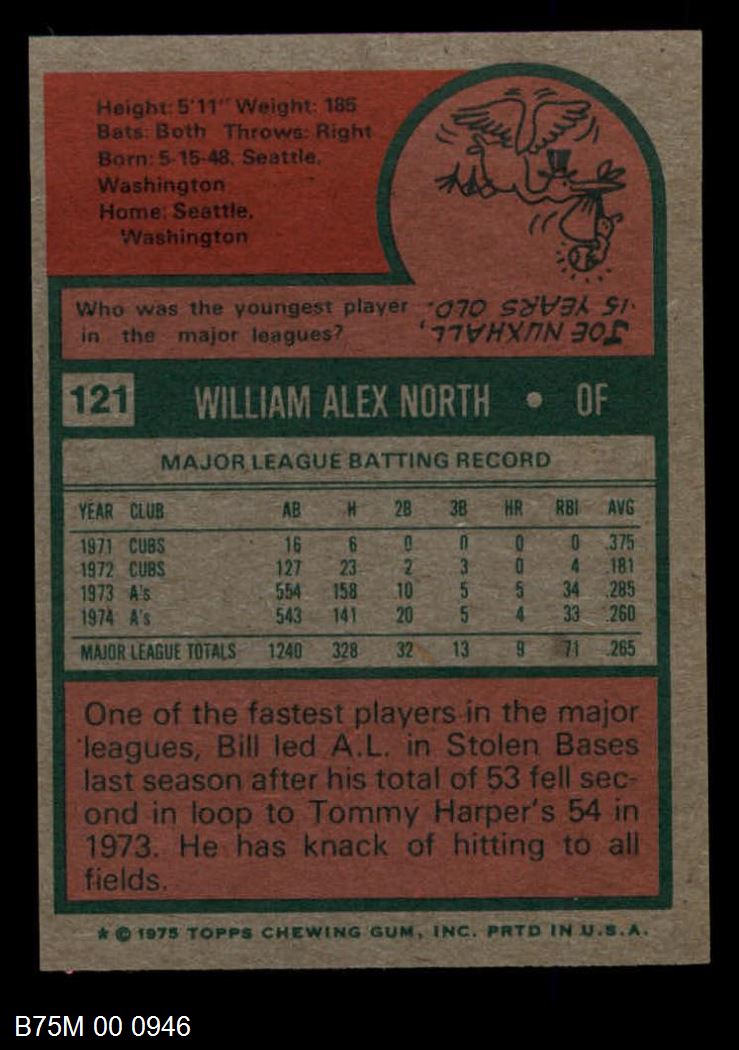 Height: 5'11" Weight: 185
Bats: Both Throws: Right
Born: 5-15-48, Seattle,
Washington
Home: Seattle,
Washington
Who was the youngest player
in the major leagues?
JOE NUXHALL,
15 YEARS OLD.
121 WILLIAM ALEX NORTH • OF
MAJOR LEAGUE BATTING RECORD
YEAR CLUB AB H 2B 3B HR RBI AVG
1971 CUBS 16 6 0 0 0 0 .375
1972 CUBS 127 23 2 3 0 4 .181
1973 A's 554 158 10 5 5 34 .285
1974 A's 543 141 20 5 4 33 .260
MAJOR LEAGUE TOTALS 1240 328 32 13 9 71 .265
One of the fastest players in the major
leagues, Bill led A.L. in Stolen Bases
last season after his total of 53 fell sec-
ond in loop to Tommy Harper's 54 in
1973. He has knack of hitting to all
fields.
* © 1975 TOPPS CHEWING GUM, INC. PRTD IN U.S.A.
B75M 00 0946